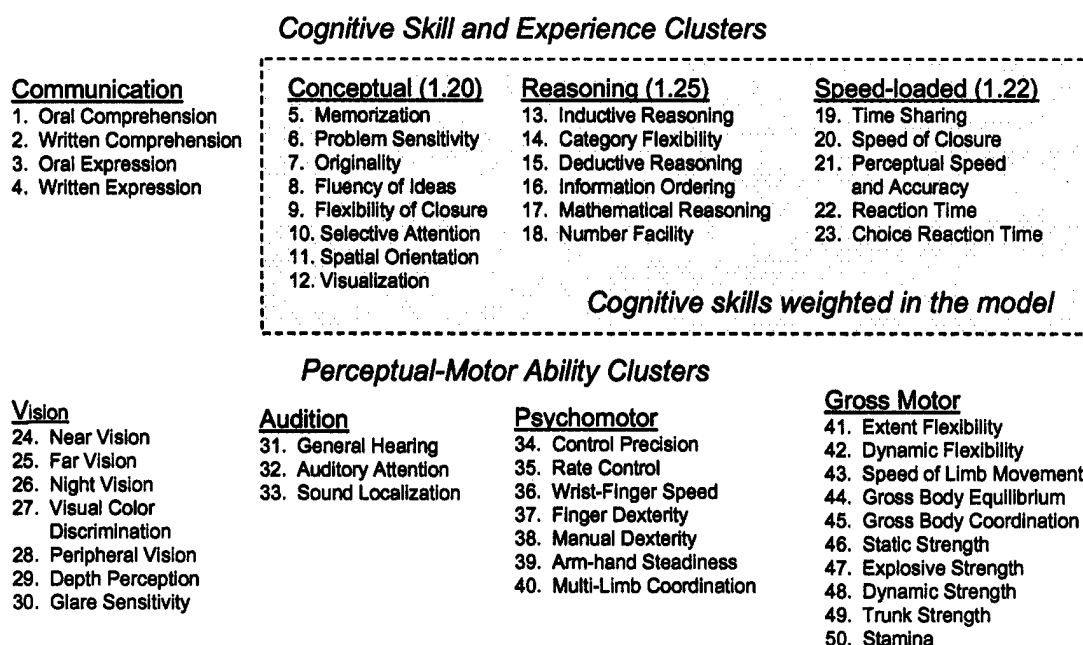 Cognitive Skill and Experience Clusters
Communication
1. Oral Comprehension
2. Written Comprehension
3. Oral Expression
4. Written Expression
Conceptual (1.20)
5. Memorization
6. Problem Sensitivity
7. Originality
8. Fluency of Ideas
9. Flexibility of Closure
10. Selective Attention
11. Spatial Orientation
12. Visualization
Reasoning (1.25)
13. Inductive Reasoning
14. Category Flexibility
15. Deductive Reasoning
16. Information Ordering
17. Mathematical Reasoning
18. Number Facility
Speed-loaded (1.22)
19. Time Sharing
20. Speed of Closure
21. Perceptual Speed
and Accuracy
22. Reaction Time
23. Choice Reaction Time
Cognitive skills weighted in the model
Perceptual-Motor Ability Clusters
Vision
24. Near Vision
25. Far Vision
26. Night Vision
27. Visual Color
Discrimination
28. Peripheral Vision
29. Depth Perception
30. Glare Sensitivity
Audition
31. General Hearing
32. Auditory Attention
33. Sound Localization
Psychomotor
34. Control Precision
35. Rate Control
36. Wrist-Finger Speed
37. Finger Dexterity
38. Manual Dexterity
39. Arm-hand Steadiness
40. Multi-Limb Coordination
Gross Motor
41. Extent Flexibility
42. Dynamic Flexibility
43. Speed of Limb Movement
44. Gross Body Equilibrium
45. Gross Body Coordination
46. Static Strength
47. Explosive Strength
48. Dynamic Strength
49. Trunk Strength
50. Stamina